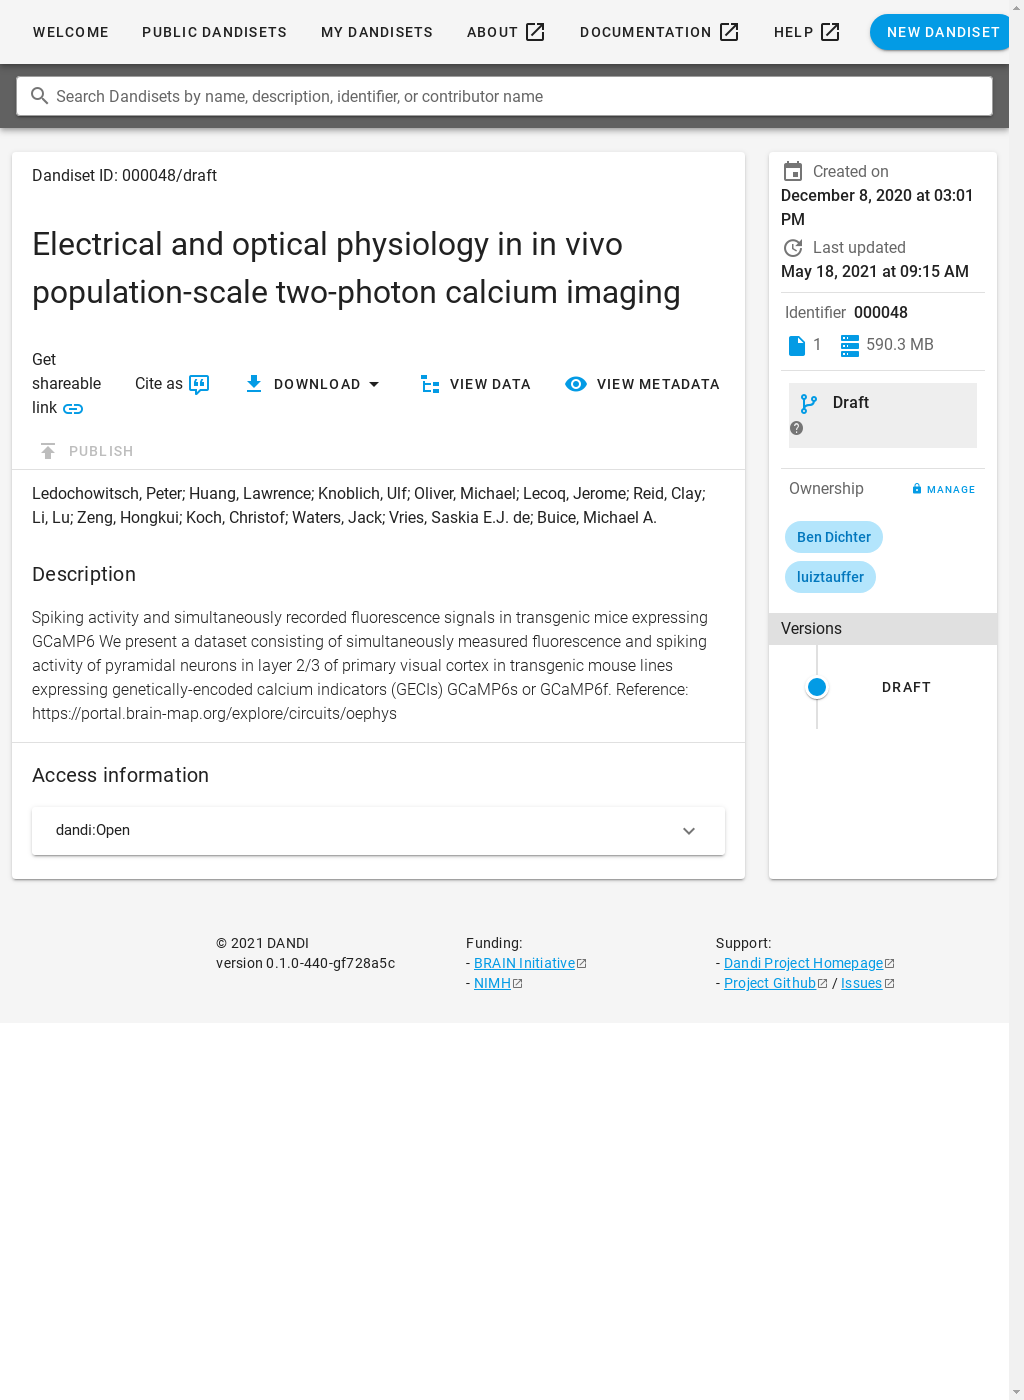 WELCOME PUBLIC DANDISETS MY DANDISETS ABOUT DOCUMENTATION HELP NEW DANDISET
Search Dandisets by name, description, identifier, or contributor name
Dandiset ID: 000048/draft
Electrical and optical physiology in in vivo
population-scale two-photon calcium imaging
Get
shareable
link
Cite as
DOWNLOAD
VIEW DATA
VIEW METADATA
PUBLISH
Ledochowitsch, Peter; Huang, Lawrence; Knoblich, Ulf; Oliver, Michael; Lecoq, Jerome; Reid, Clay;
Li, Lu; Zeng, Hongkui; Koch, Christof; Waters, Jack; Vries, Saskia E.J. de; Buice, Michael A.
Description
Spiking activity and simultaneously recorded fluorescence signals in transgenic mice expressing
GCaMP6 We present a dataset consisting of simultaneously measured fluorescence and spiking
activity of pyramidal neurons in layer 2/3 of primary visual cortex in transgenic mouse lines
expressing genetically-encoded calcium indicators (GECIs) GCaMP6s or GCaMP6f. Reference:
https://portal.brain-map.org/explore/circuits/oephys
Access information
dandi:Open
Created on
December 8, 2020 at 03:01
PM
Last updated
May 18, 2021 at 09:15 AM
Identifier 000048
1 590.3 MB
Draft
Ownership MANAGE
Ben Dichter
luiztauffer
Versions
DRAFT
© 2021 DANDI
version 0.1.0-440-gf728a5c
Funding:
- BRAIN Initiative
- NIMH
Support:
- Dandi Project Homepage
- Project Github / Issues